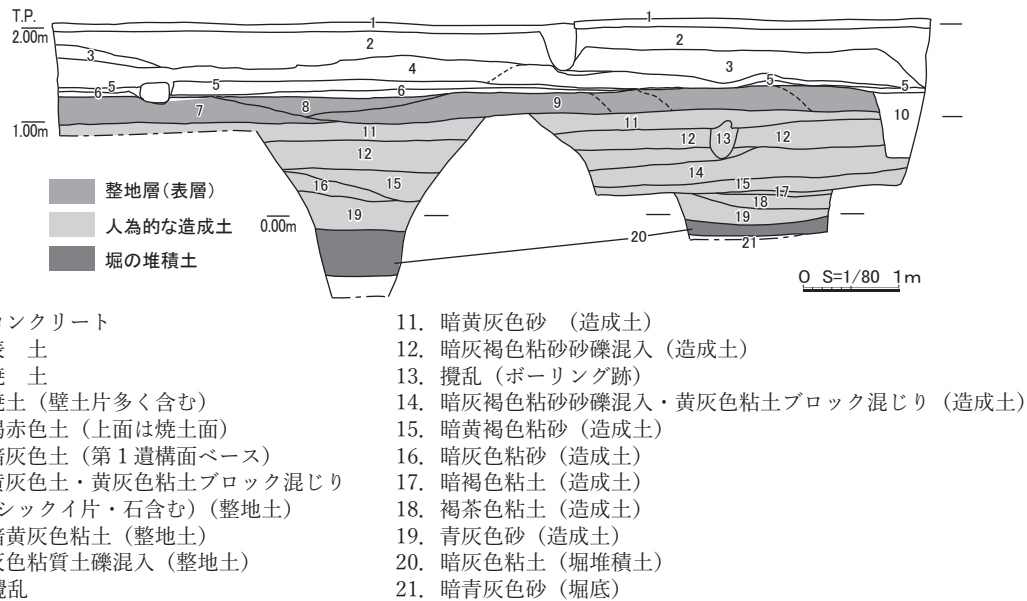 T.P.
2.00m
1.00m
0.00m
1
1
2
2
3
3
4
5
5
5
5
6
6
7
8
9
10
11
11
12
12
12
13
14
15
15
16
17
18
19
19
20
21
整地層(表層)
人為的な造成土
堀の堆積土
0 S=1/80 1m
ンクリート
土
土
土(壁土片多く含む)
赤色土(上面は焼土面)
灰色土(第1遺構面ベース)
灰色土・黄灰色粘土ブロック混じり
シックイ片・石含む)(整地土)
黄灰色粘土(整地土)
色粘質土礫混入(整地土)
乱
11. 暗黄灰色砂 (造成土)
12. 暗灰褐色粘砂砂礫混入(造成土)
13. 攪乱(ボーリング跡)
14. 暗灰褐色粘砂砂礫混入・黄灰色粘土ブロック混じり(造成土)
15. 暗黄褐色粘砂(造成土)
16. 暗灰色粘砂(造成土)
17. 暗褐色粘土(造成土)
18. 褐茶色粘土(造成土)
19. 青灰色砂(造成土)
20. 暗灰色粘土(堀堆積土)
21. 暗青灰色砂(堀底)